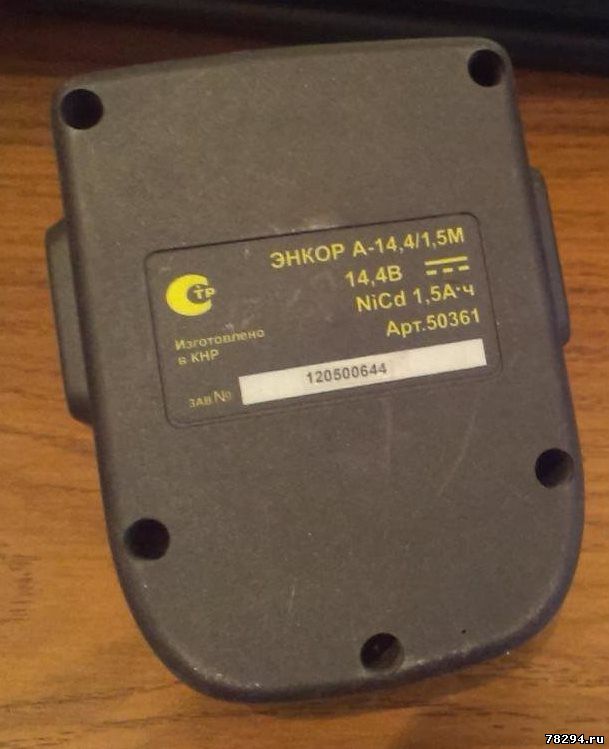 ЭНКОР А-14,4/1,5М
14,4В
NiCd 1,5А·ч
Арт.50361
СТР
Изготовлено
в КНР
ЗАВ.№ 120500644
78294.ru